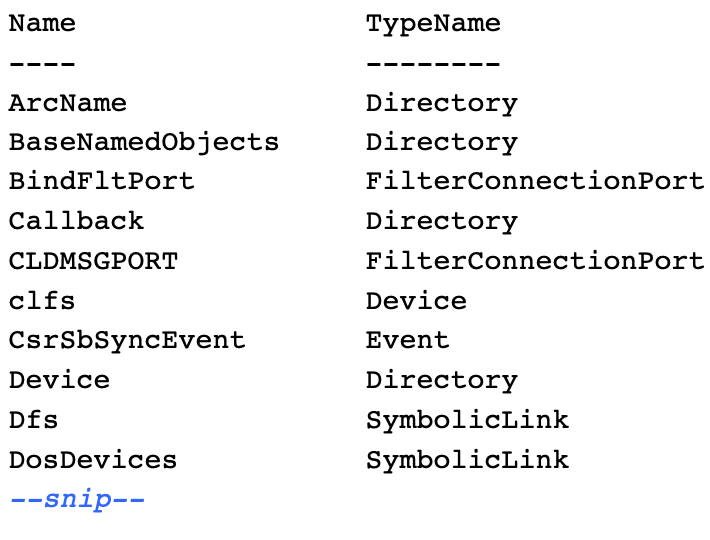 Name TypeName
---- --------
ArcName Directory
BaseNamedObjects Directory
BindFltPort FilterConnectionPort
Callback Directory
CLDMSGPORT FilterConnectionPort
clfs Device
CsrSbSyncEvent Event
Device Directory
Dfs SymbolicLink
DosDevices SymbolicLink
--snip--